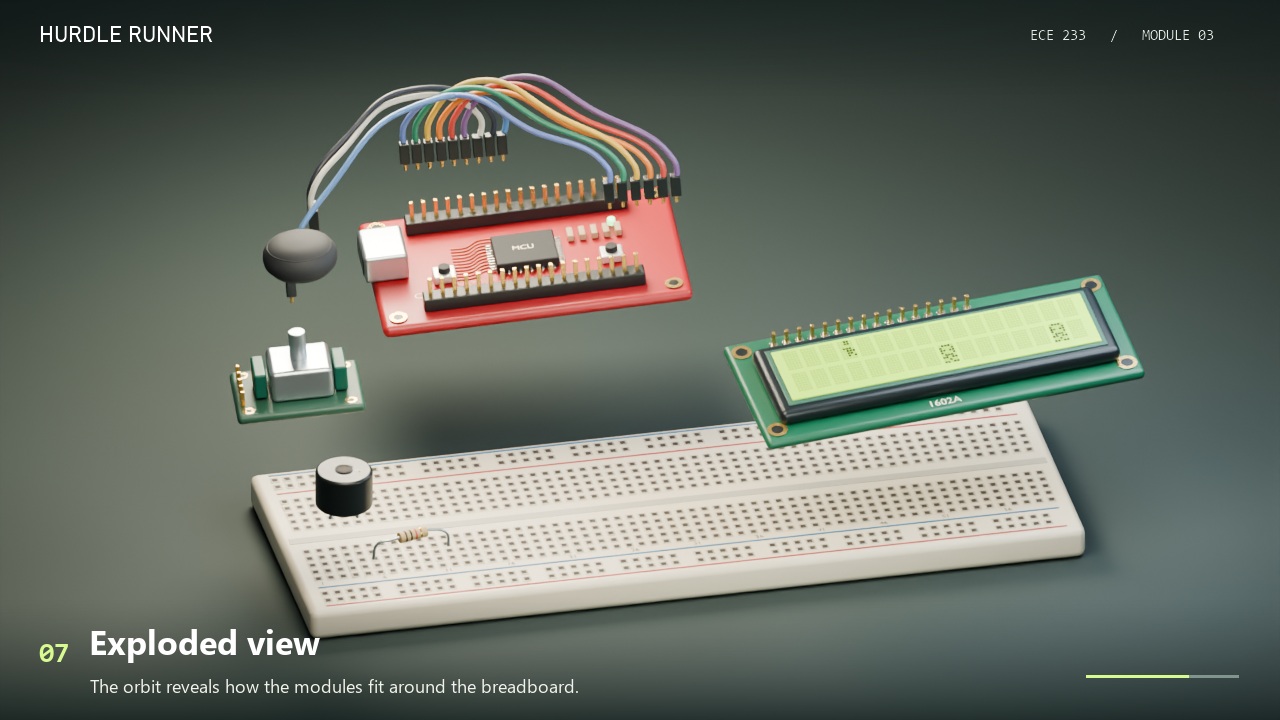 HURDLE RUNNER
ECE 233 / MODULE 03
MCU
1602A
07 Exploded view
The orbit reveals how the modules fit around the breadboard.